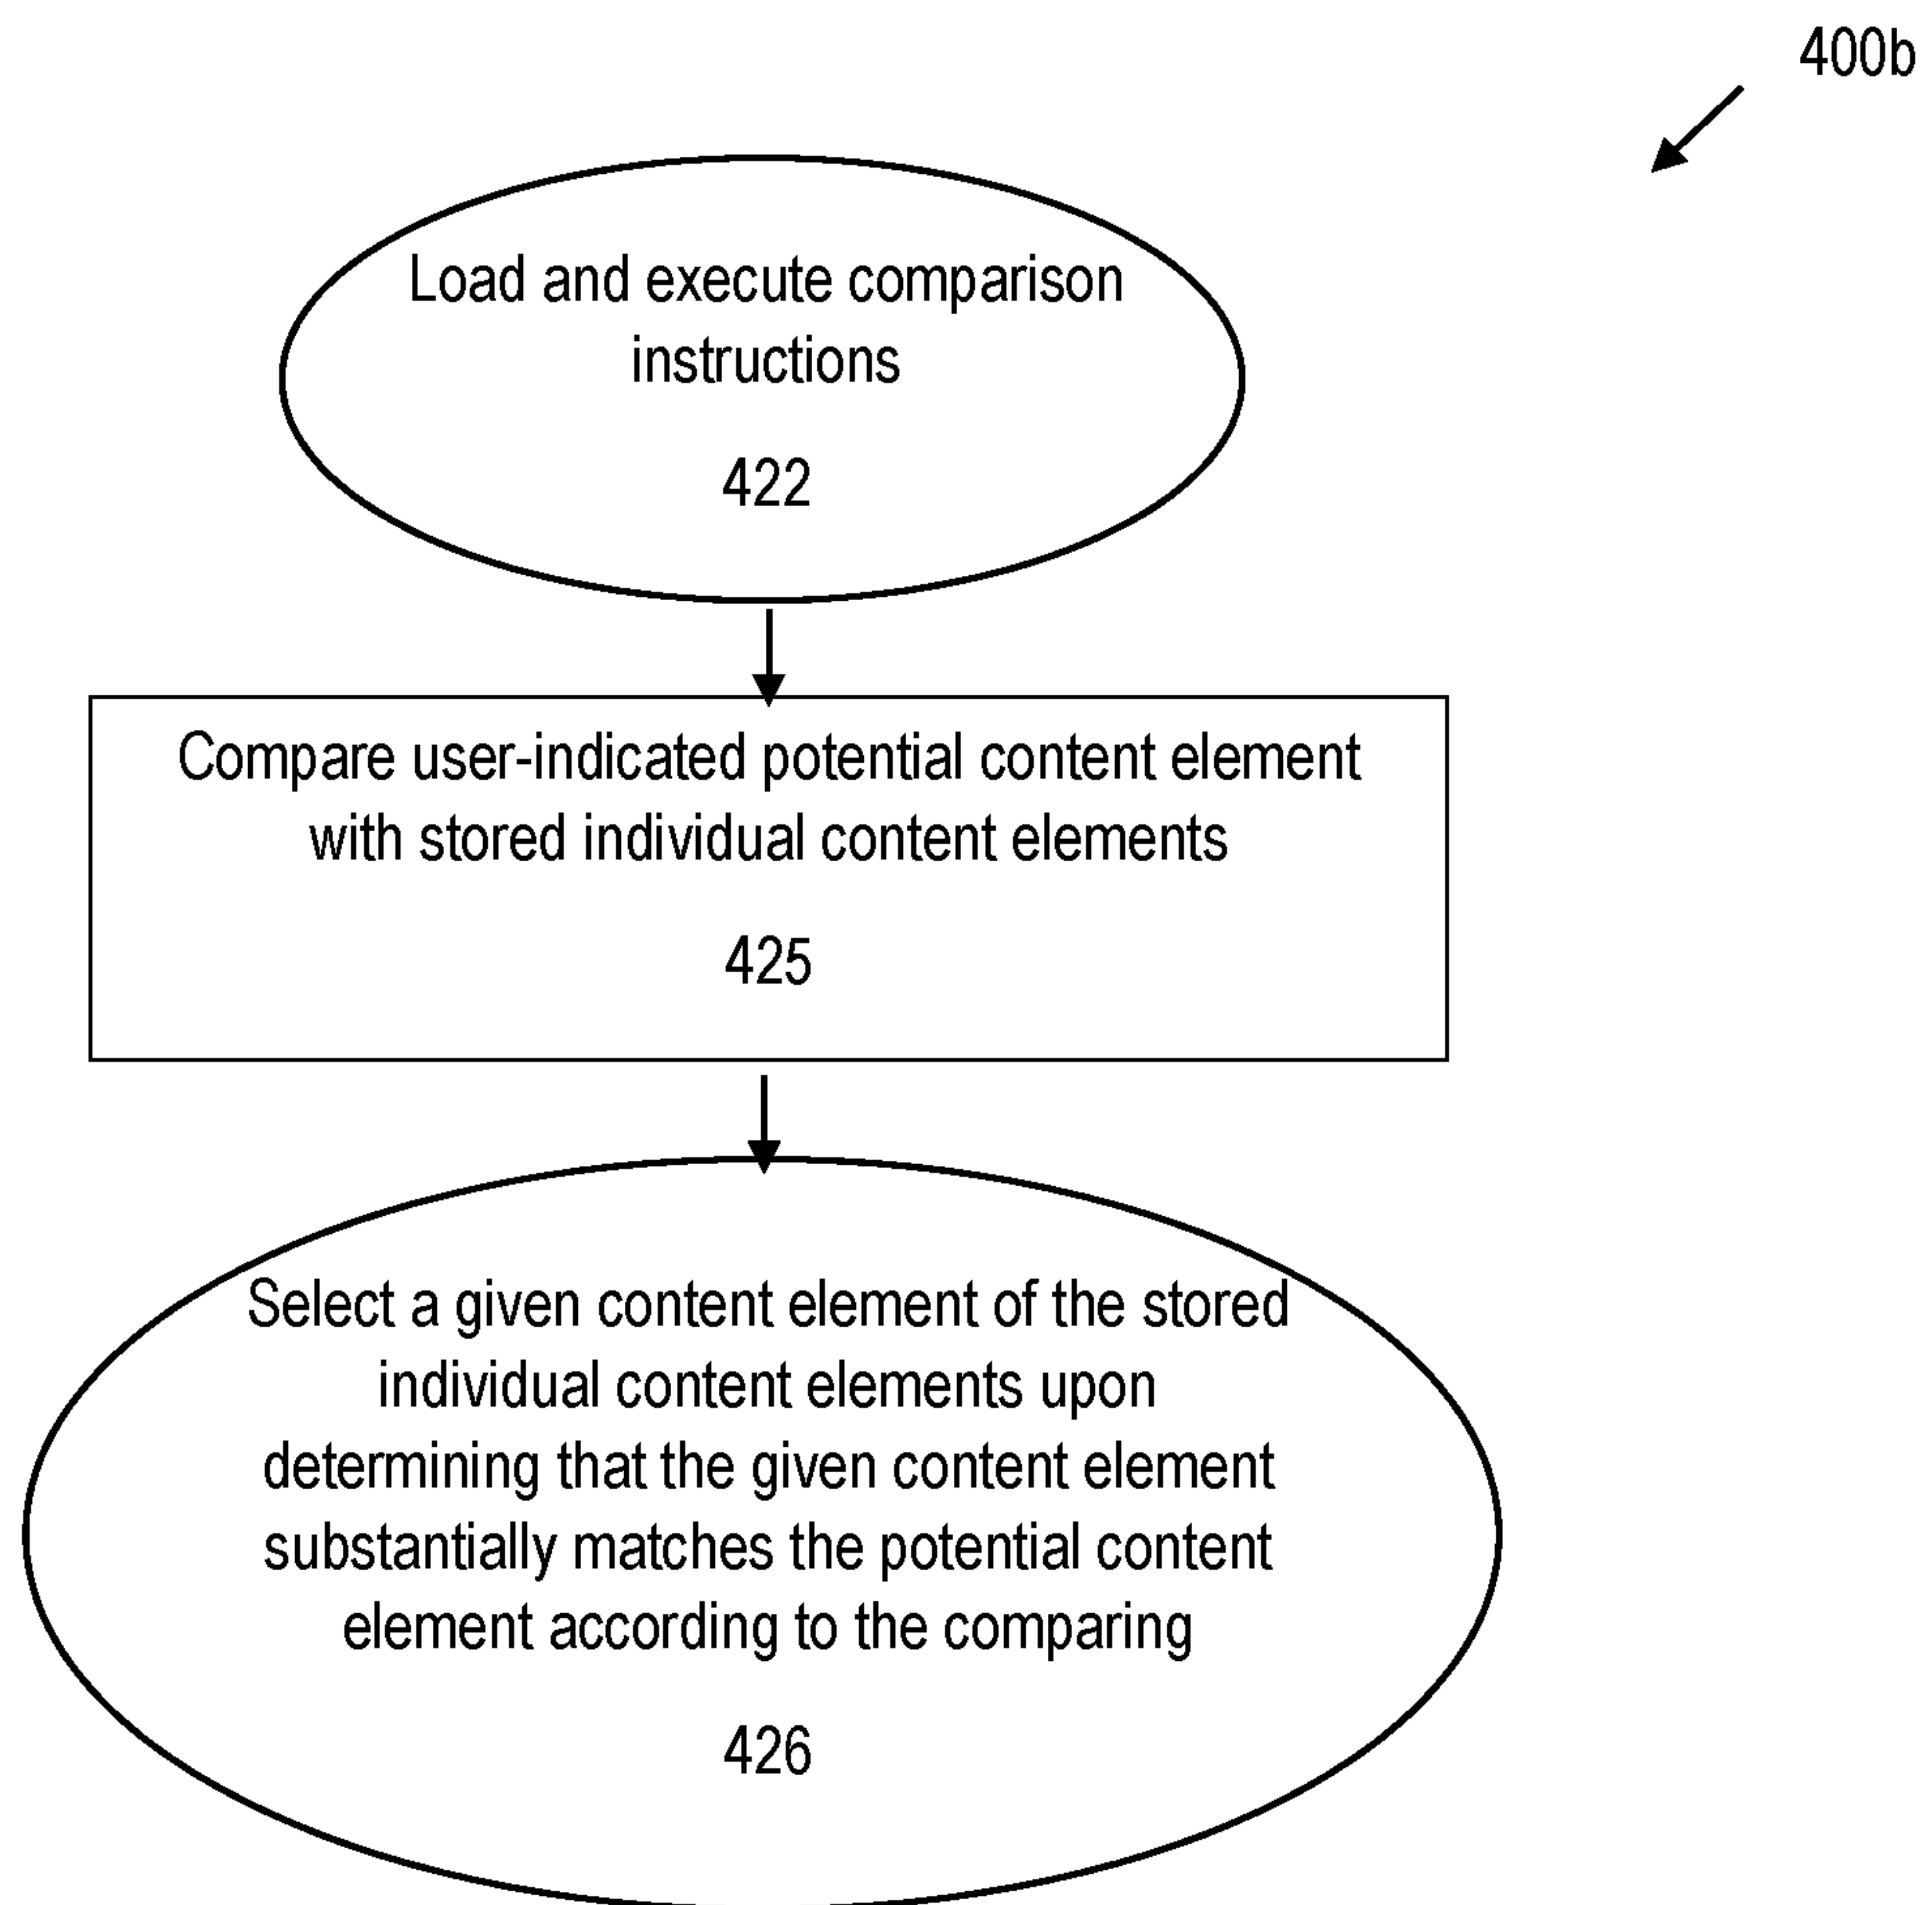 400b
Load and execute comparison
instructions
422
Compare user-indicated potential content element
with stored individual content elements
425
Select a given content element of the stored
individual content elements upon
determining that the given content element
substantially matches the potential content
element according to the comparing
426